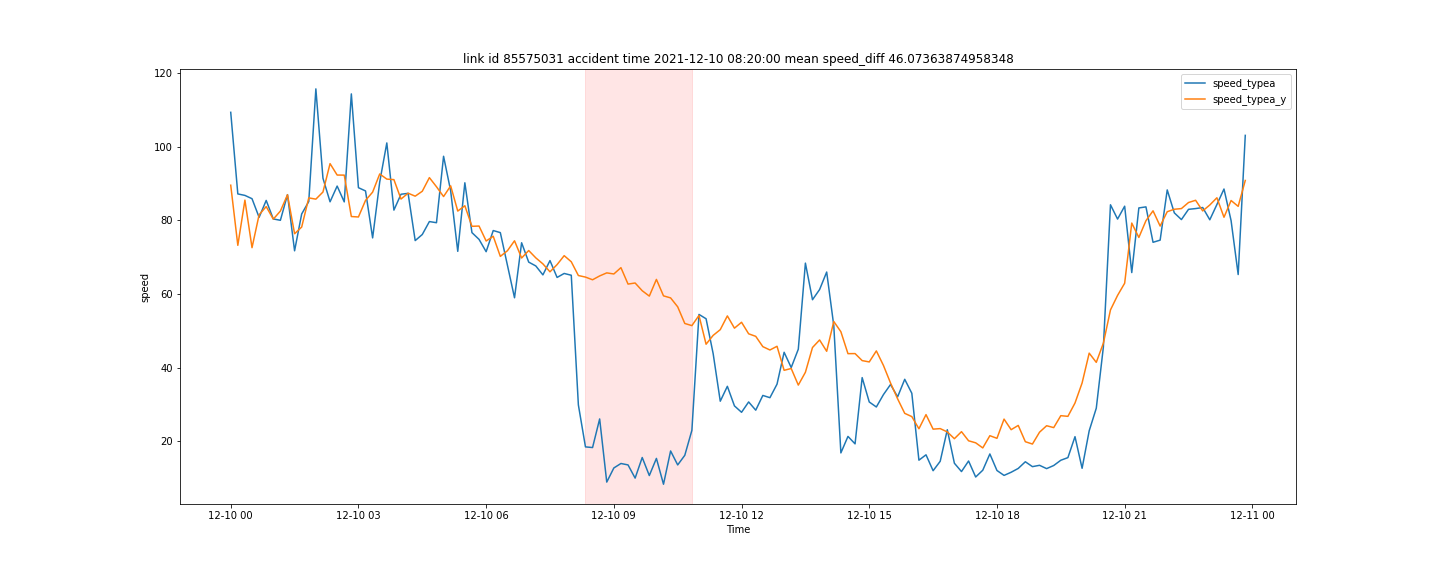 link id 85575031 accident time 2021-12-10 08:20:00 mean speed_diff 46.07363874958348
speed_typea
speed_typea_y
120
100
80
60
40
20
speed
12-10 00 12-10 03 12-10 06 12-10 09 12-10 12 12-10 15 12-10 18 12-10 21 12-11 00
Time